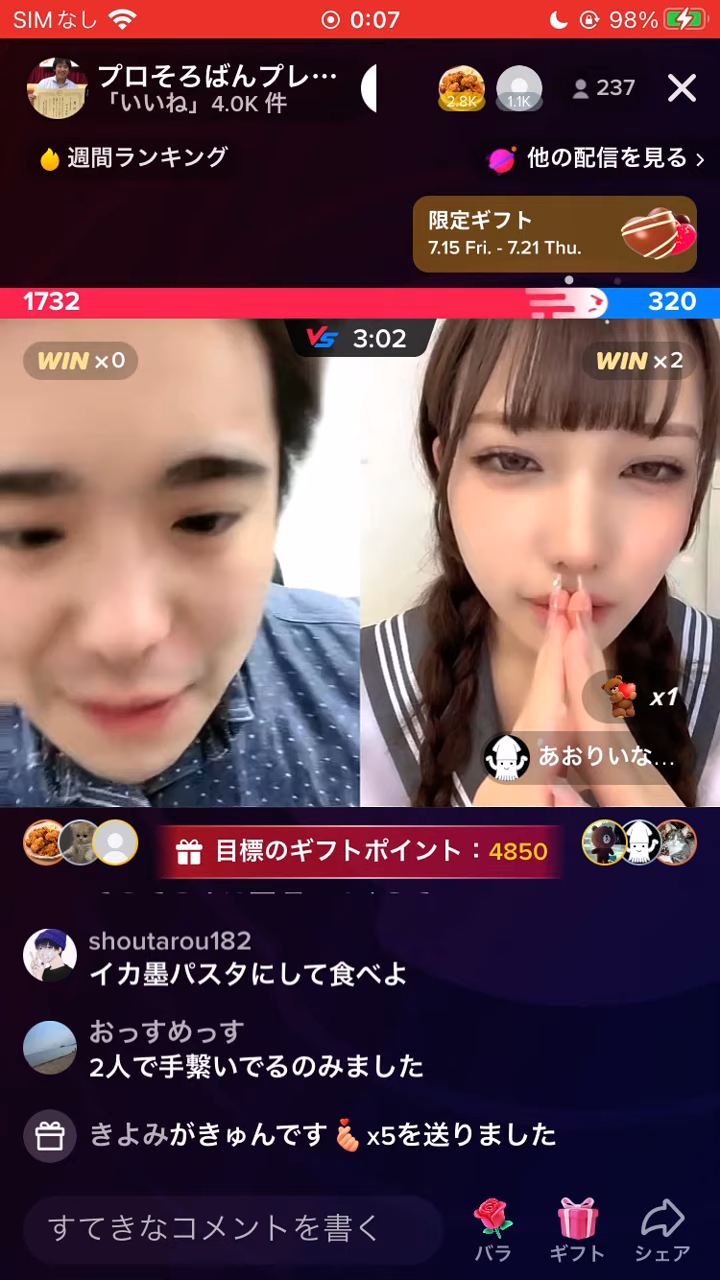 SIMなし 0:07 98%
プロそろばんプレ…
「いいね」4.0K 件
2.8K 1.1K 237
週間ランキング 他の配信を見る
限定ギフト
7.15 Fri. - 7.21 Thu.
1732 320
VS 3:02
WIN x0 WIN x2
x1
あおりいな…
目標のギフトポイント：4850
shoutarou182
イカ墨パスタにして食べよ
おっすめっす
2人で手繋いでるのみました
きよみがきゅんです x5を送りました
すてきなコメントを書く
バラ ギフト シェア